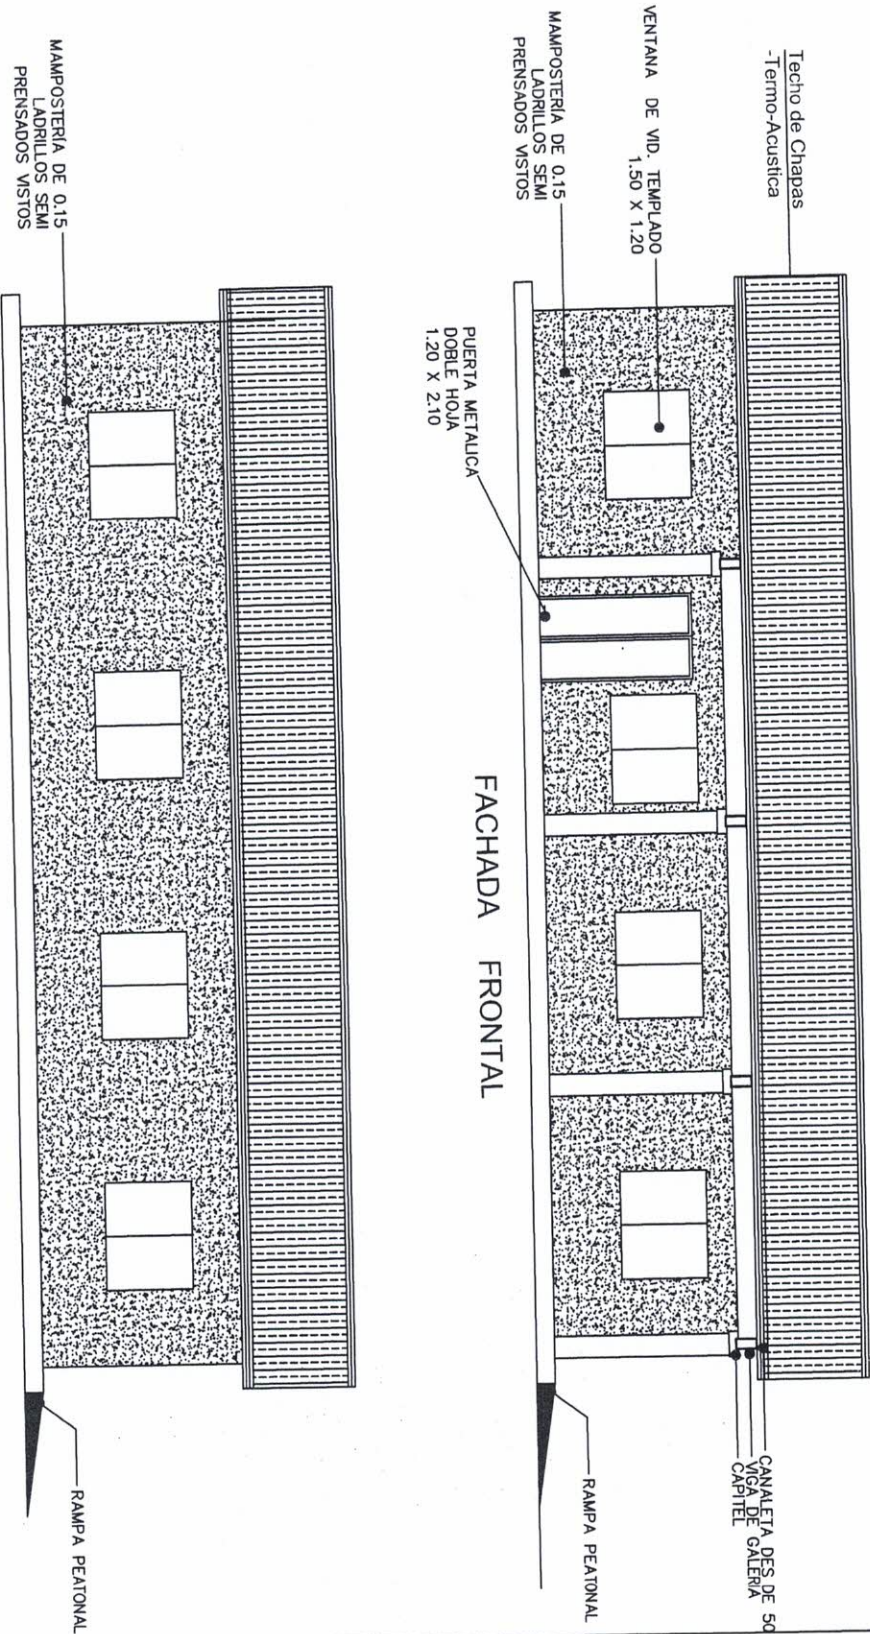 Techo de Chapas
-Termo-Acustica
VENTANA DE VID. TEMPLADO
1.50 X 1.20
MAMPOSTERÍA DE 0.15
LADRILLOS SEMI
PRENSADOS VISTOS
PUERTA METALICA
DOBLE HOJA
1.20 X 2.10
CANALETA DES DE 50
VIGA DE GALERIA
CAPITEL
RAMPA PEATONAL
FACHADA FRONTAL
MAMPOSTERÍA DE 0.15
LADRILLOS SEMI
PRENSADOS VISTOS
RAMPA PEATONAL